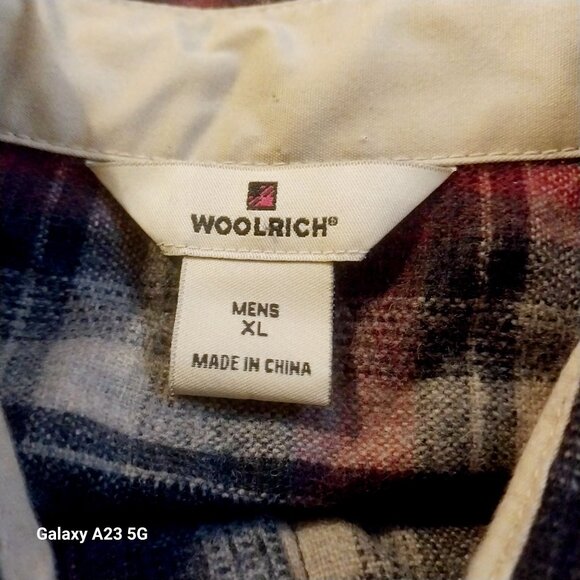 WOOLRICH®
MENS
XL
MADE IN CHINA
Galaxy A23 5G